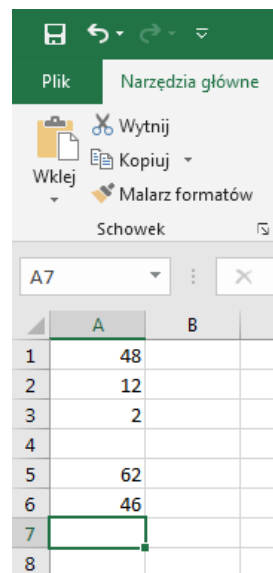 Plik Narzędzia główne
Wytnij
Kopiuj
Wklej
Malarz formatów
Schowek
A7
A B
1 48
2 12
3 2
4
5 62
6 46
7
8